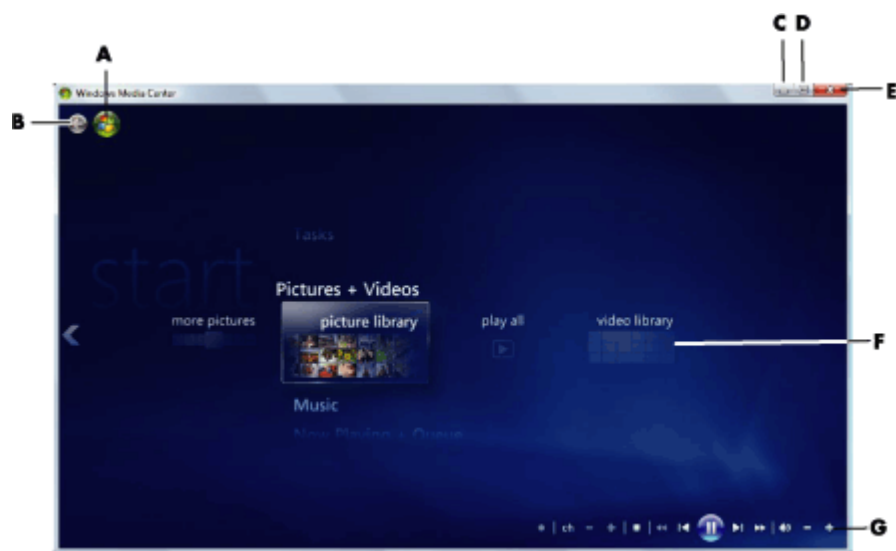 C D
A
Windows Media Center
E
B
Tasks
start
Pictures + Videos
more pictures picture library play all video library
F
Music
Now Playing + Queue
ch
G